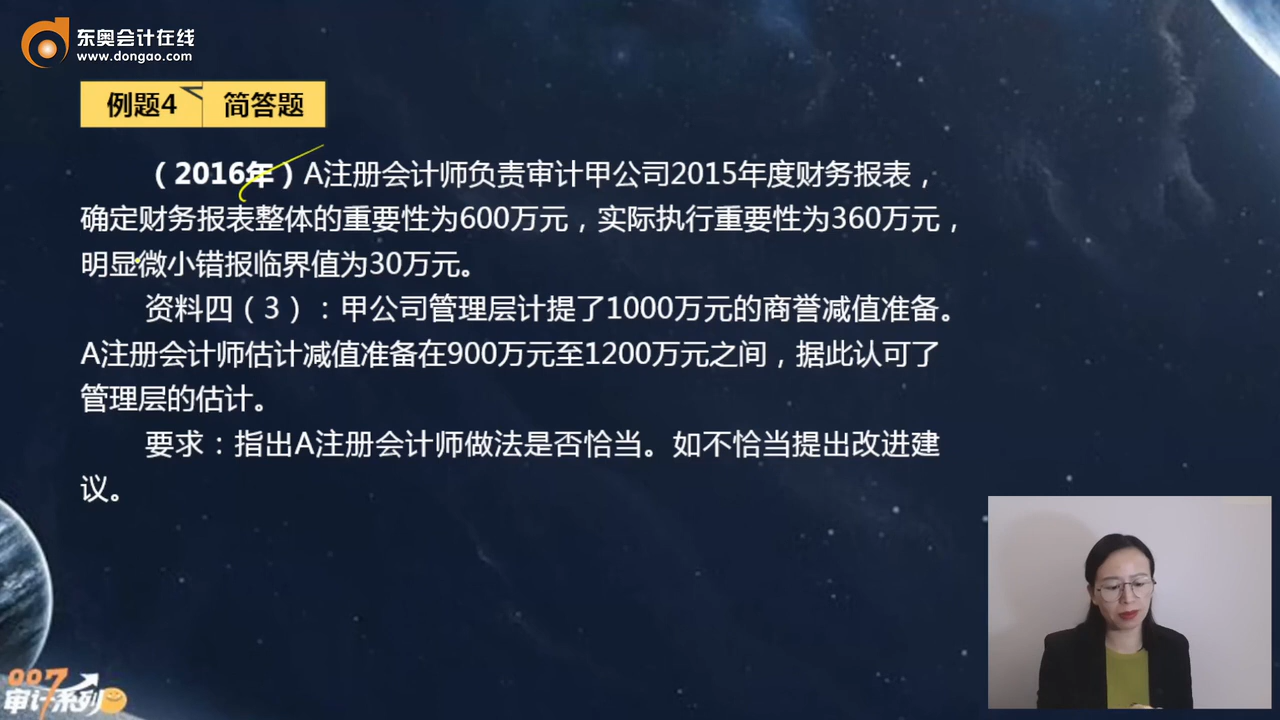 东奥会计在线
www.dongao.com
例题4 简答题
（2016年）A注册会计师负责审计甲公司2015年度财务报表，
确定财务报表整体的重要性为600万元，实际执行重要性为360万元，
明显微小错报临界值为30万元。
资料四（3）：甲公司管理层计提了1000万元的商誉减值准备。
A注册会计师估计减值准备在900万元至1200万元之间，据此认可了
管理层的估计。
要求：指出A注册会计师做法是否恰当。如不恰当提出改进建
议。
007
审计系列